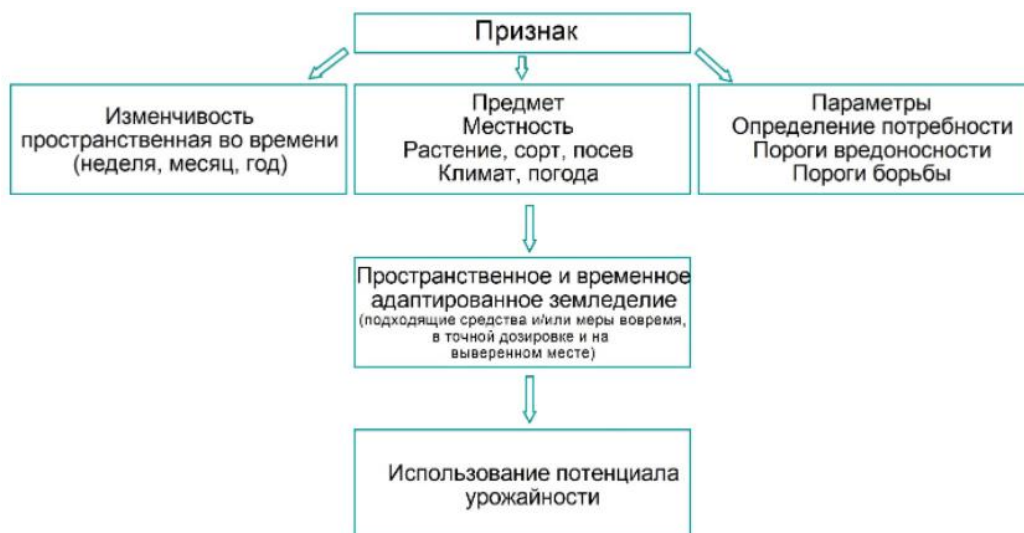 Признак
Изменчивость
пространственная во времени
(неделя, месяц, год)
Предмет
Местность
Растение, сорт, посев
Климат, погода
Параметры
Определение потребности
Пороги вредоносности
Пороги борьбы
Пространственное и временное
адаптированное земледелие
(подходящие средства и/или меры вовремя,
в точной дозировке и на
выверенном месте)
Использование потенциала
урожайности